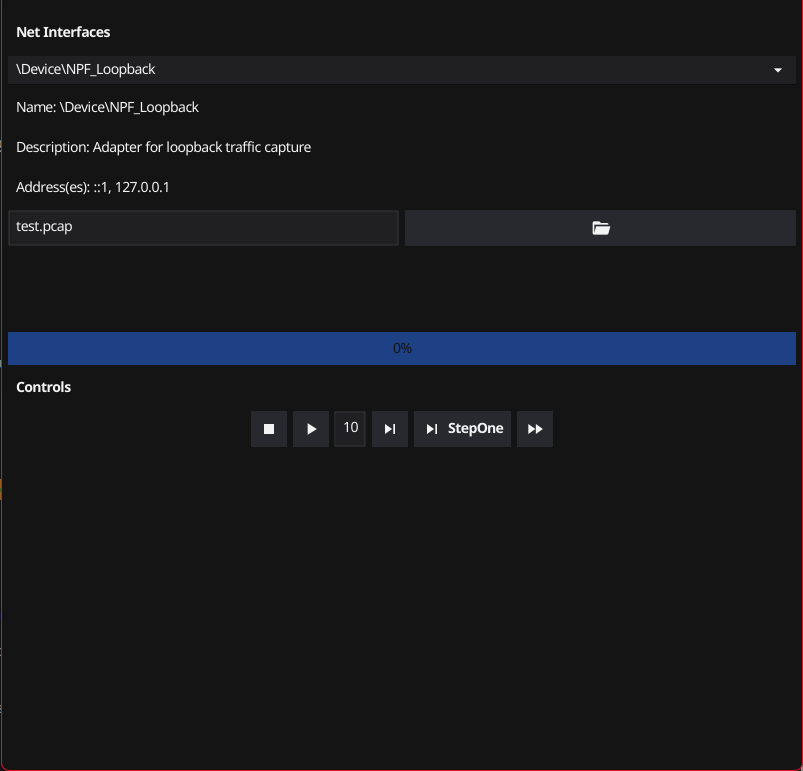 Net Interfaces
\Device\NPF_Loopback
Name: \Device\NPF_Loopback
Description: Adapter for loopback traffic capture
Address(es): ::1, 127.0.0.1
test.pcap
0%
Controls
10 StepOne